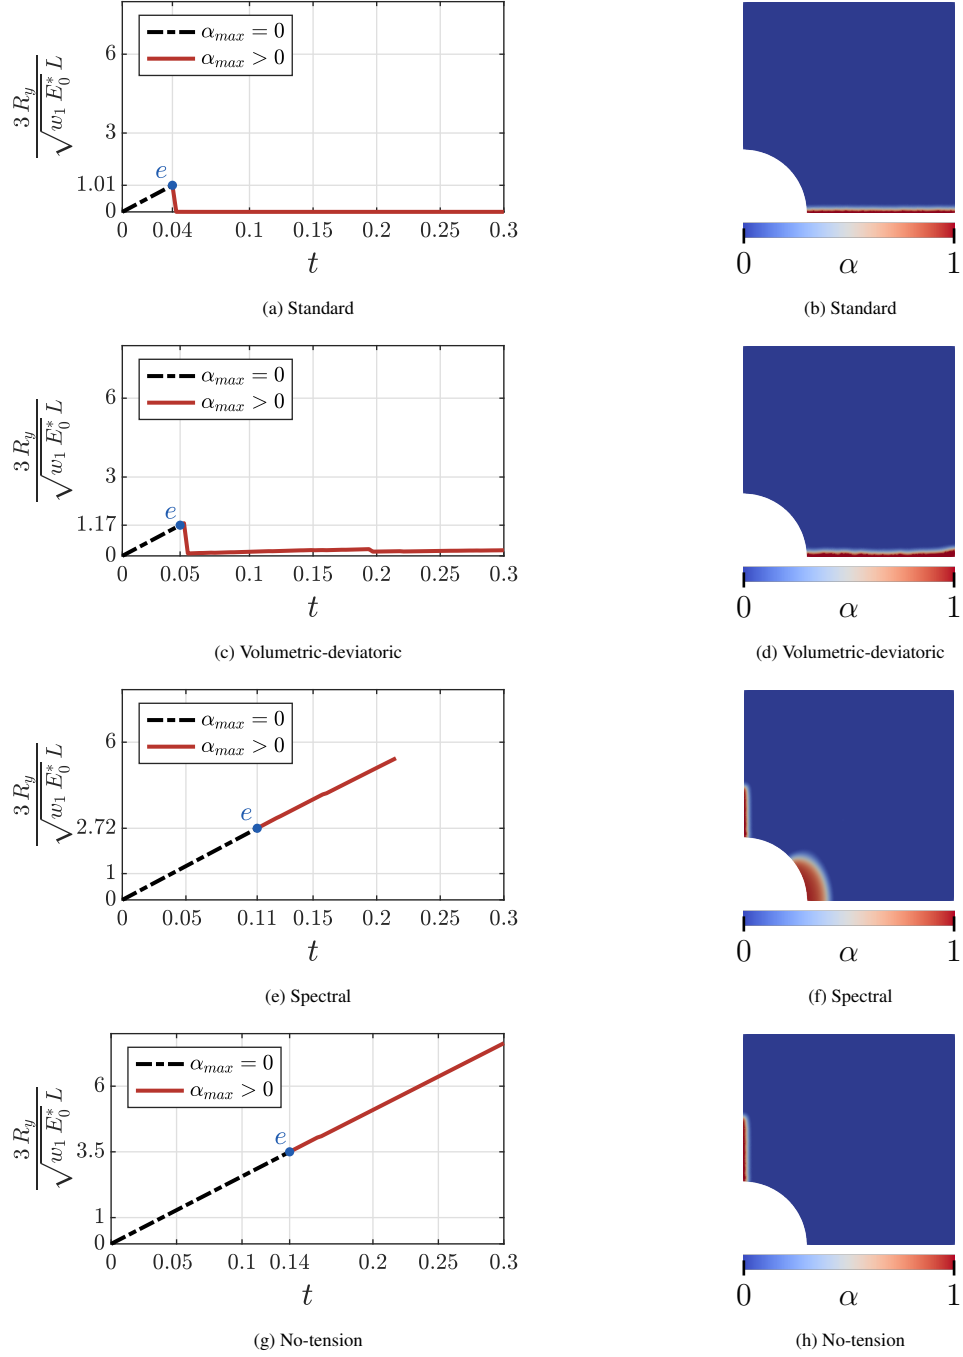 α_max = 0
α_max > 0
3 R_y / √(w_1 E_0^* L)
6
3
1.01
0
e
0 0.04 0.1 0.15 0.2 0.25 0.3
t
0 α 1
(a) Standard
(b) Standard
α_max = 0
α_max > 0
3 R_y / √(w_1 E_0^* L)
6
3
1.17
0
e
0 0.05 0.1 0.15 0.2 0.25 0.3
t
0 α 1
(c) Volumetric-deviatoric
(d) Volumetric-deviatoric
α_max = 0
α_max > 0
3 R_y / √(w_1 E_0^* L)
6
2.72
1
0
e
0 0.05 0.11 0.15 0.2 0.25 0.3
t
0 α 1
(e) Spectral
(f) Spectral
α_max = 0
α_max > 0
3 R_y / √(w_1 E_0^* L)
6
3.5
1
0
e
0 0.05 0.1 0.14 0.2 0.25 0.3
t
0 α 1
(g) No-tension
(h) No-tension